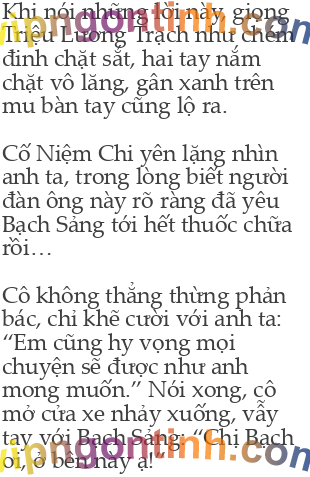 Khi nói những lời này, giọng
Triệu Lương Trạch như chém
đinh chặt sắt, hai tay nắm
chặt vô lăng, gân xanh trên
mu bàn tay cũng lộ ra.
Cố Niệm Chi yên lặng nhìn
anh ta, trong lòng biết người
đàn ông này rõ ràng đã yêu
Bạch Sảng tới hết thuốc chữa
rồi…
Cô không thẳng thừng phản
bác, chỉ khẽ cười với anh ta:
“Em cũng hy vọng mọi
chuyện sẽ được như anh
mong muốn.” Nói xong, cô
mở cửa xe nhảy xuống, vẫy
tay với Bạch Sảng: “Chị Bạch
ơi, ở bên này ạ!”
vipngontinh.com
vipngontinh.com